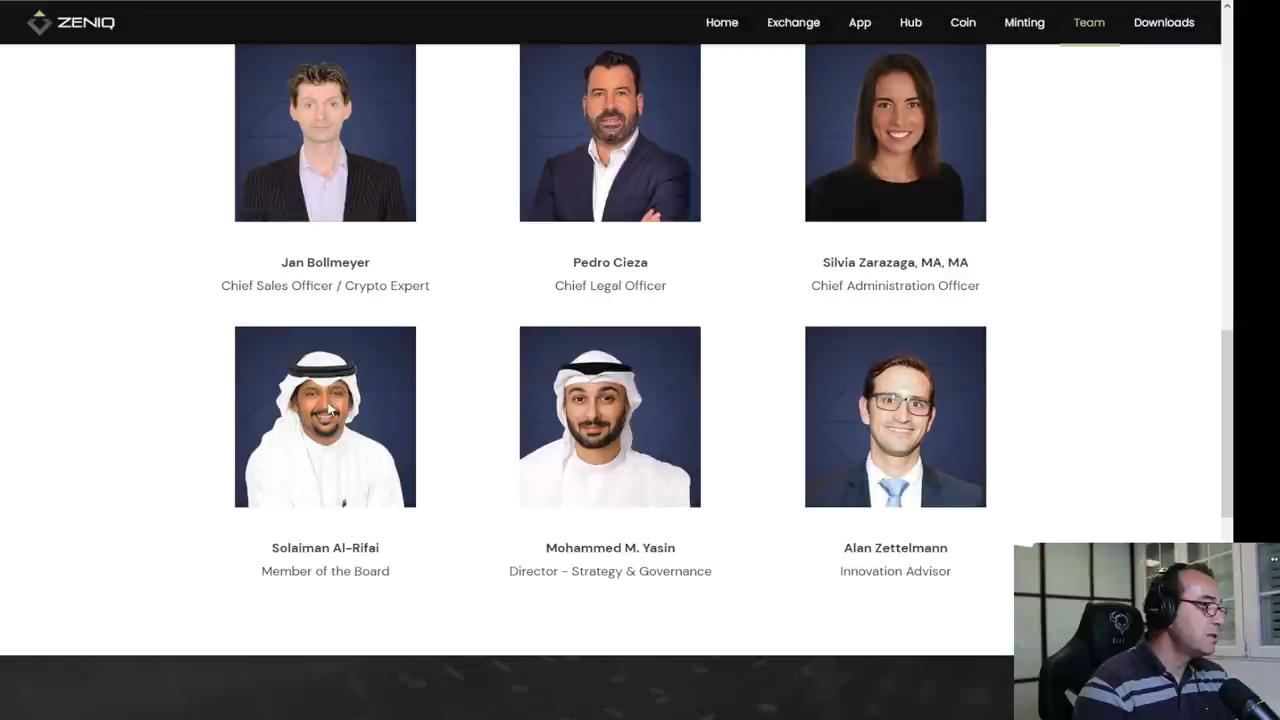 ZENIQ
Home Exchange App Hub Coin Minting Team Downloads
Jan Bollmeyer
Chief Sales Officer / Crypto Expert
Pedro Cieza
Chief Legal Officer
Silvia Zarazaga, MA, MA
Chief Administration Officer
Solaiman Al-Rifai
Member of the Board
Mohammed M. Yasin
Director - Strategy & Governance
Alan Zettelmann
Innovation Advisor